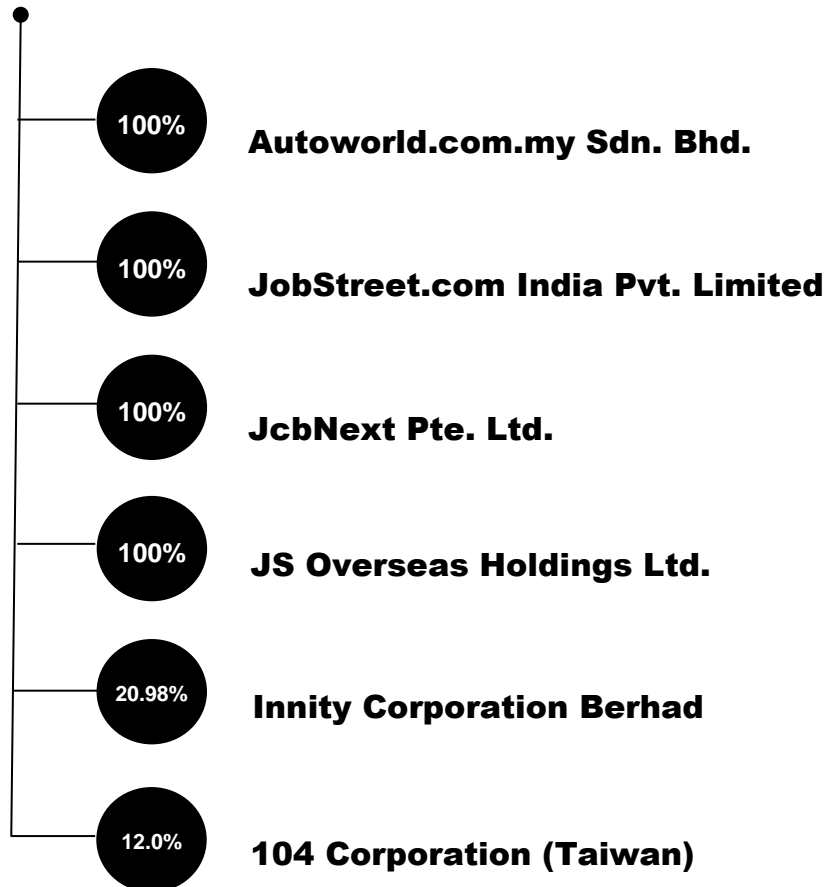 100%
Autoworld.com.my Sdn. Bhd.
100%
JobStreet.com India Pvt. Limited
100%
JcbNext Pte. Ltd.
100%
JS Overseas Holdings Ltd.
20.98%
Innity Corporation Berhad
12.0%
104 Corporation (Taiwan)